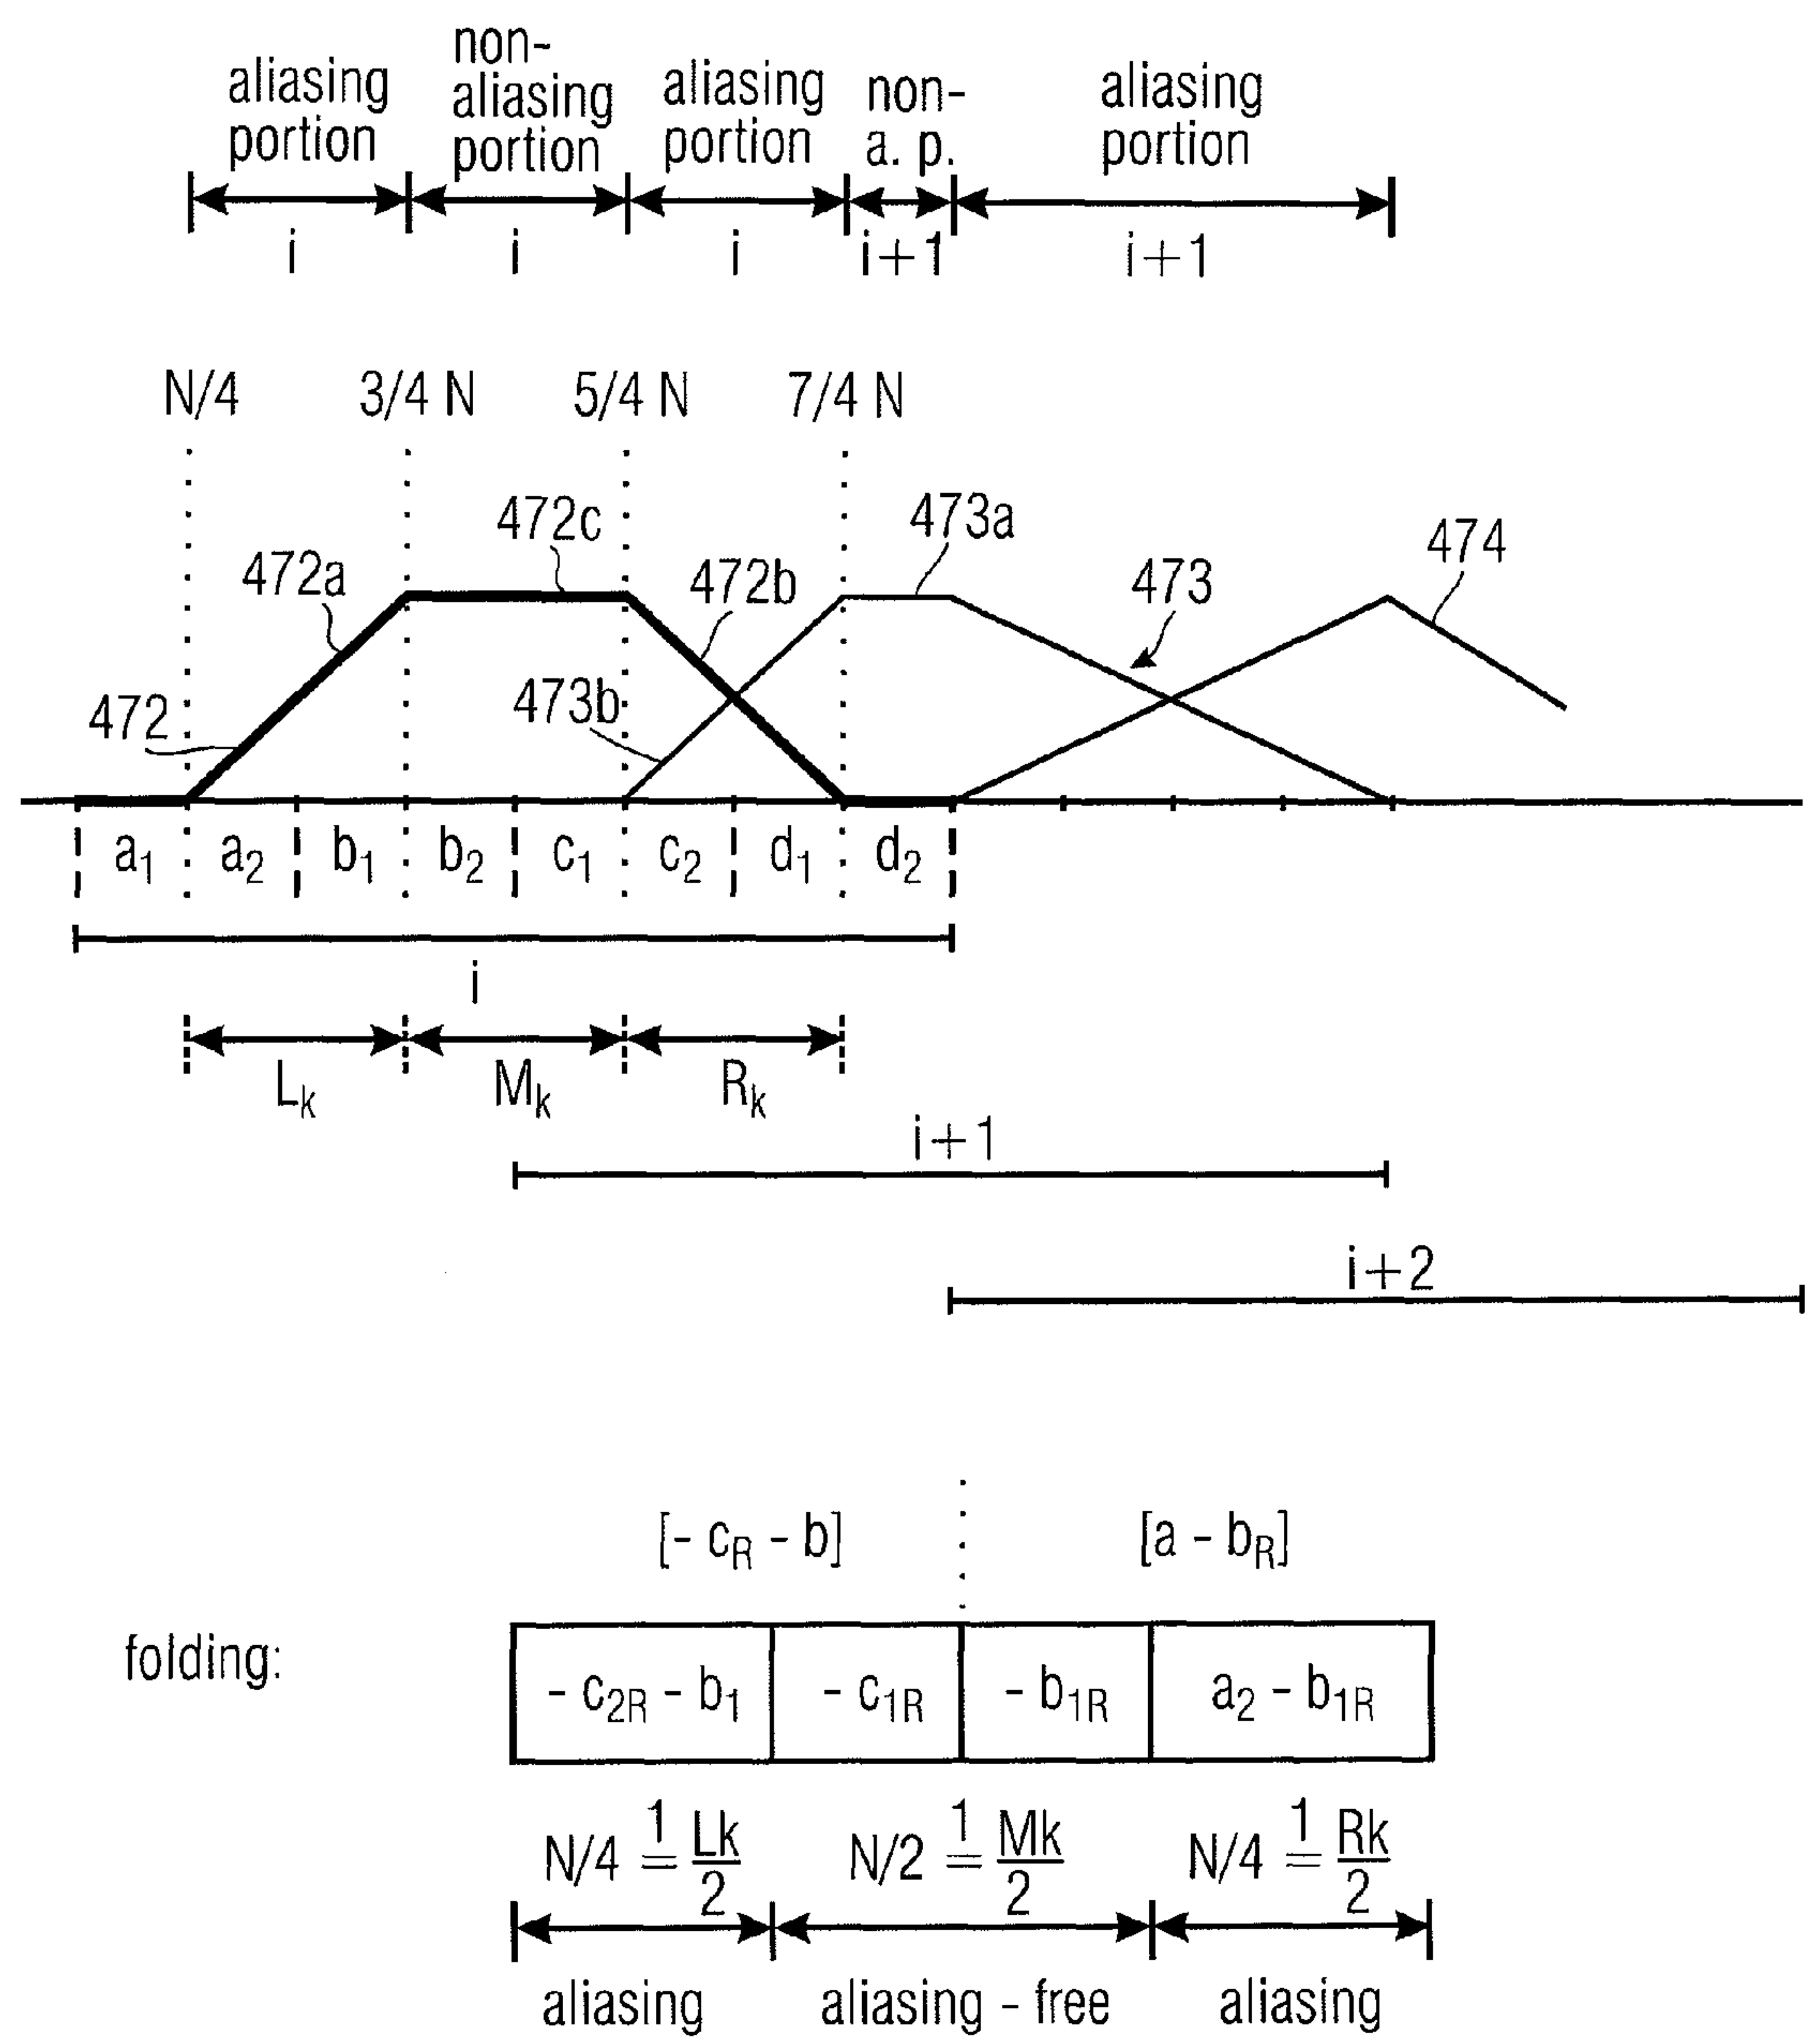 aliasing portion
non-aliasing portion
aliasing portion
non-a. p.
aliasing portion
i
i
i
i+1
i+1
N/4
3/4 N
5/4 N
7/4 N
472
472a
472c
472b
473b
473a
473
474
a1
a2
b1
b2
c1
c2
d1
d2
i
Lk
Mk
Rk
i+1
i+2
[- cR - b]
[a - bR]
folding:
- c2R - b1
- c1R
- b1R
a2 - b1R
N/4 =1 Lk/2
N/2 =1 Mk/2
N/4 =1 Rk/2
aliasing
aliasing - free
aliasing